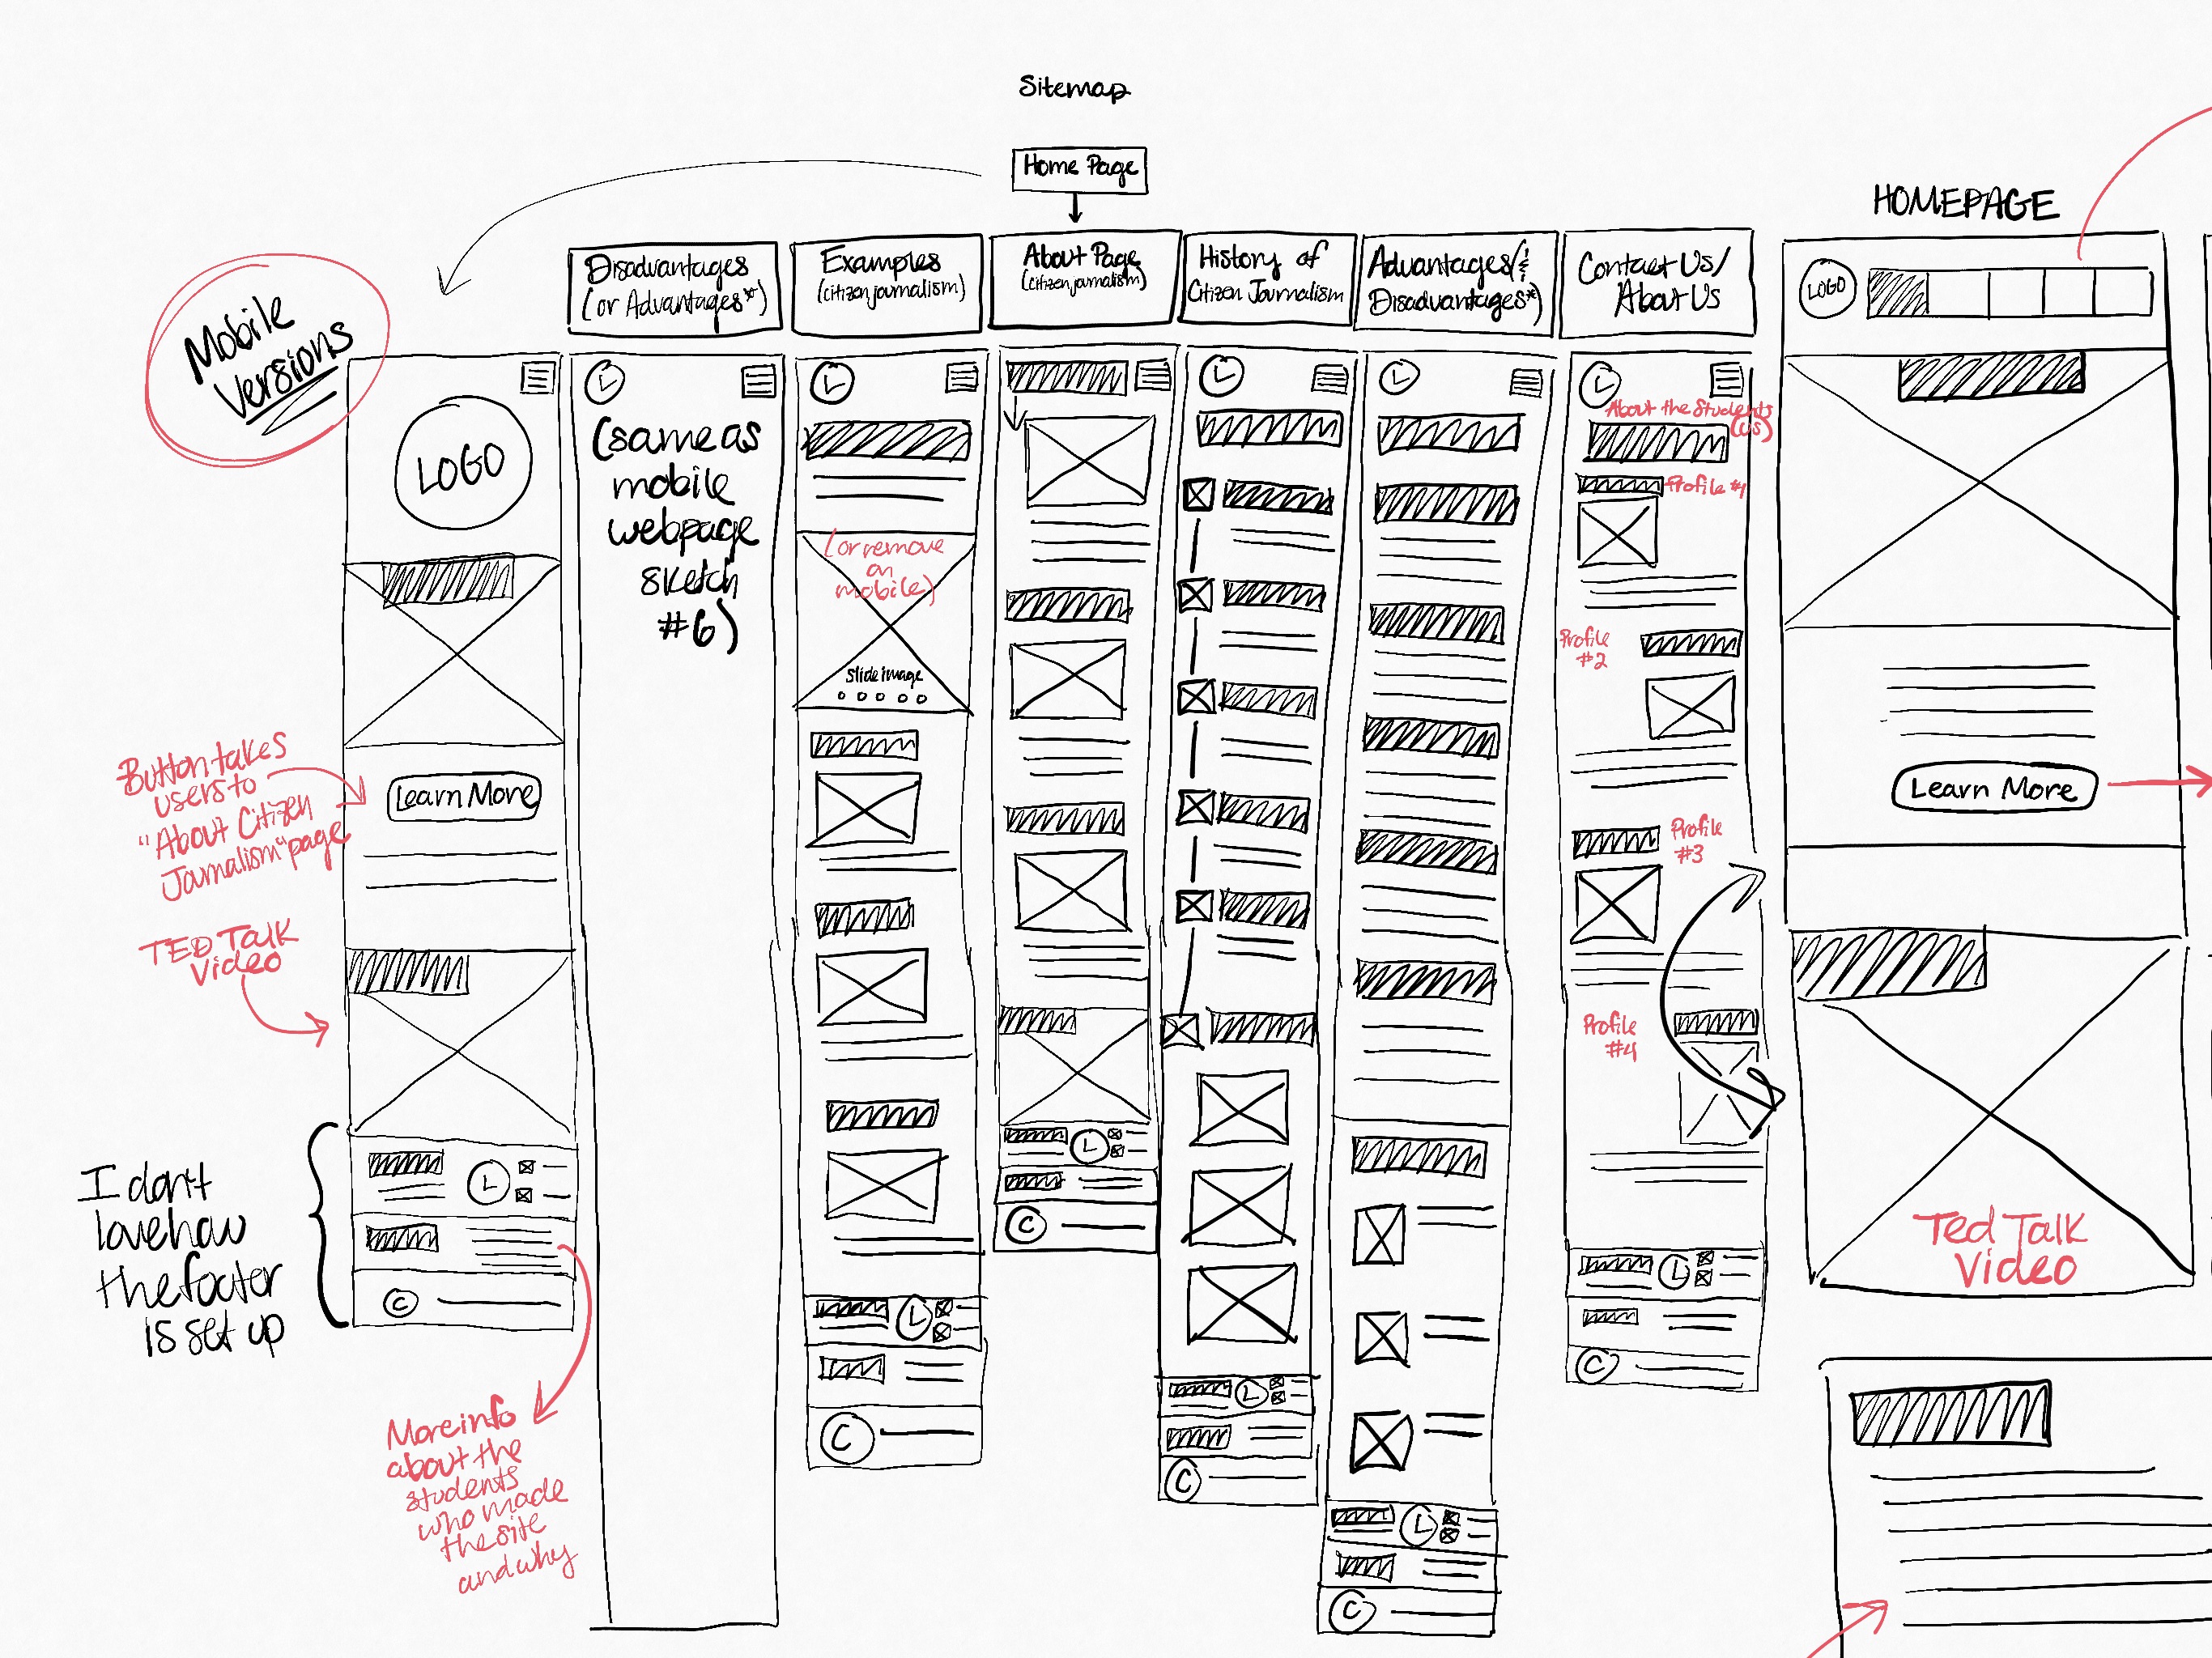 Sitemap
Home Page
HOMEPAGE
Mobile
Versions
Disadvantages
(or Advantages*)
Examples
(citizen journalism)
About Page
(citizen journalism)
History of
Citizen Journalism
Advantages(&
Disadvantages*)
Contact Us/
About Us
LOGO
Learn More
Button takes
users to
"About Citizen
Journalism" page
TED Talk
Video
I don't
love how
the footer
is set up
L
C
More info
about the
students
who made
the site
and why
L
(same as
mobile
webpage
sketch
#6)
L
(or remove
on
mobile)
Slide image
L
C
L
C
L
L
C
L
L
C
L
About the Students
(us)
Profile #1
Profile
#2
Profile
#3
Profile
#4
L
C
LOGO
Learn More
Ted Talk
Video